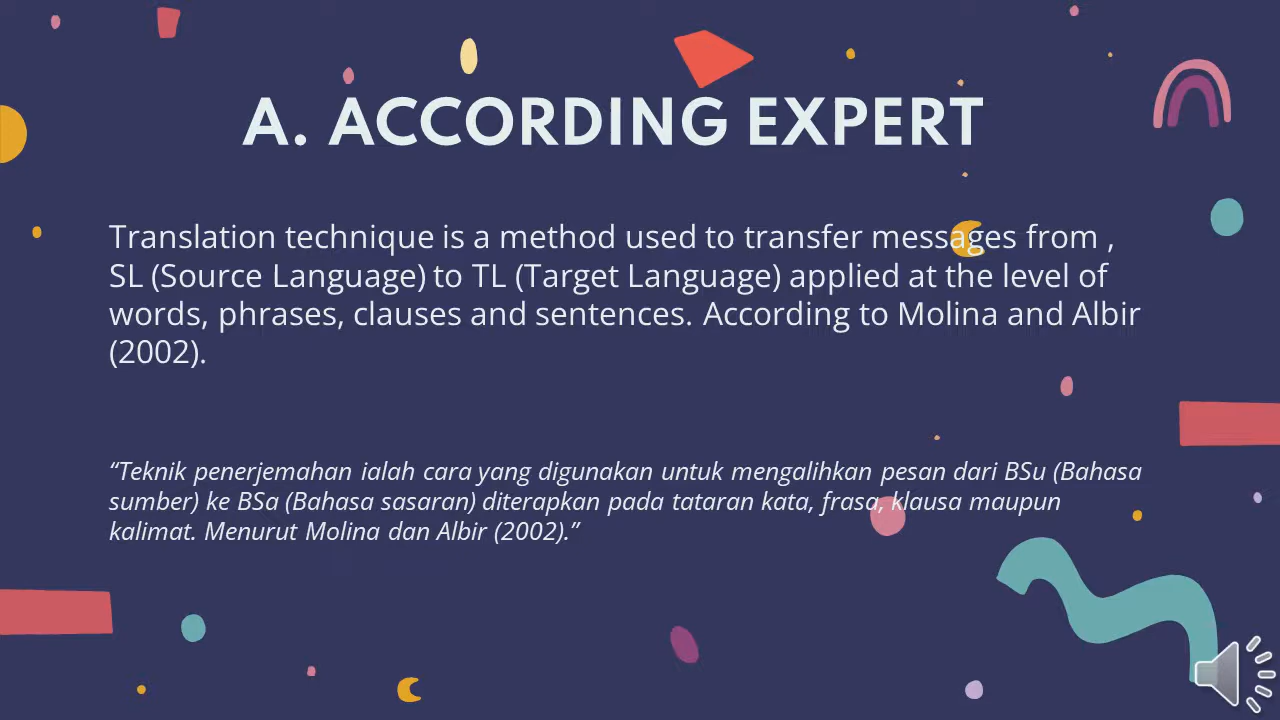 A. ACCORDING EXPERT
Translation technique is a method used to transfer messages from ,
SL (Source Language) to TL (Target Language) applied at the level of
words, phrases, clauses and sentences. According to Molina and Albir
(2002).
“Teknik penerjemahan ialah cara yang digunakan untuk mengalihkan pesan dari BSu (Bahasa
sumber) ke BSa (Bahasa sasaran) diterapkan pada tataran kata, frasa, klausa maupun
kalimat. Menurut Molina dan Albir (2002).”